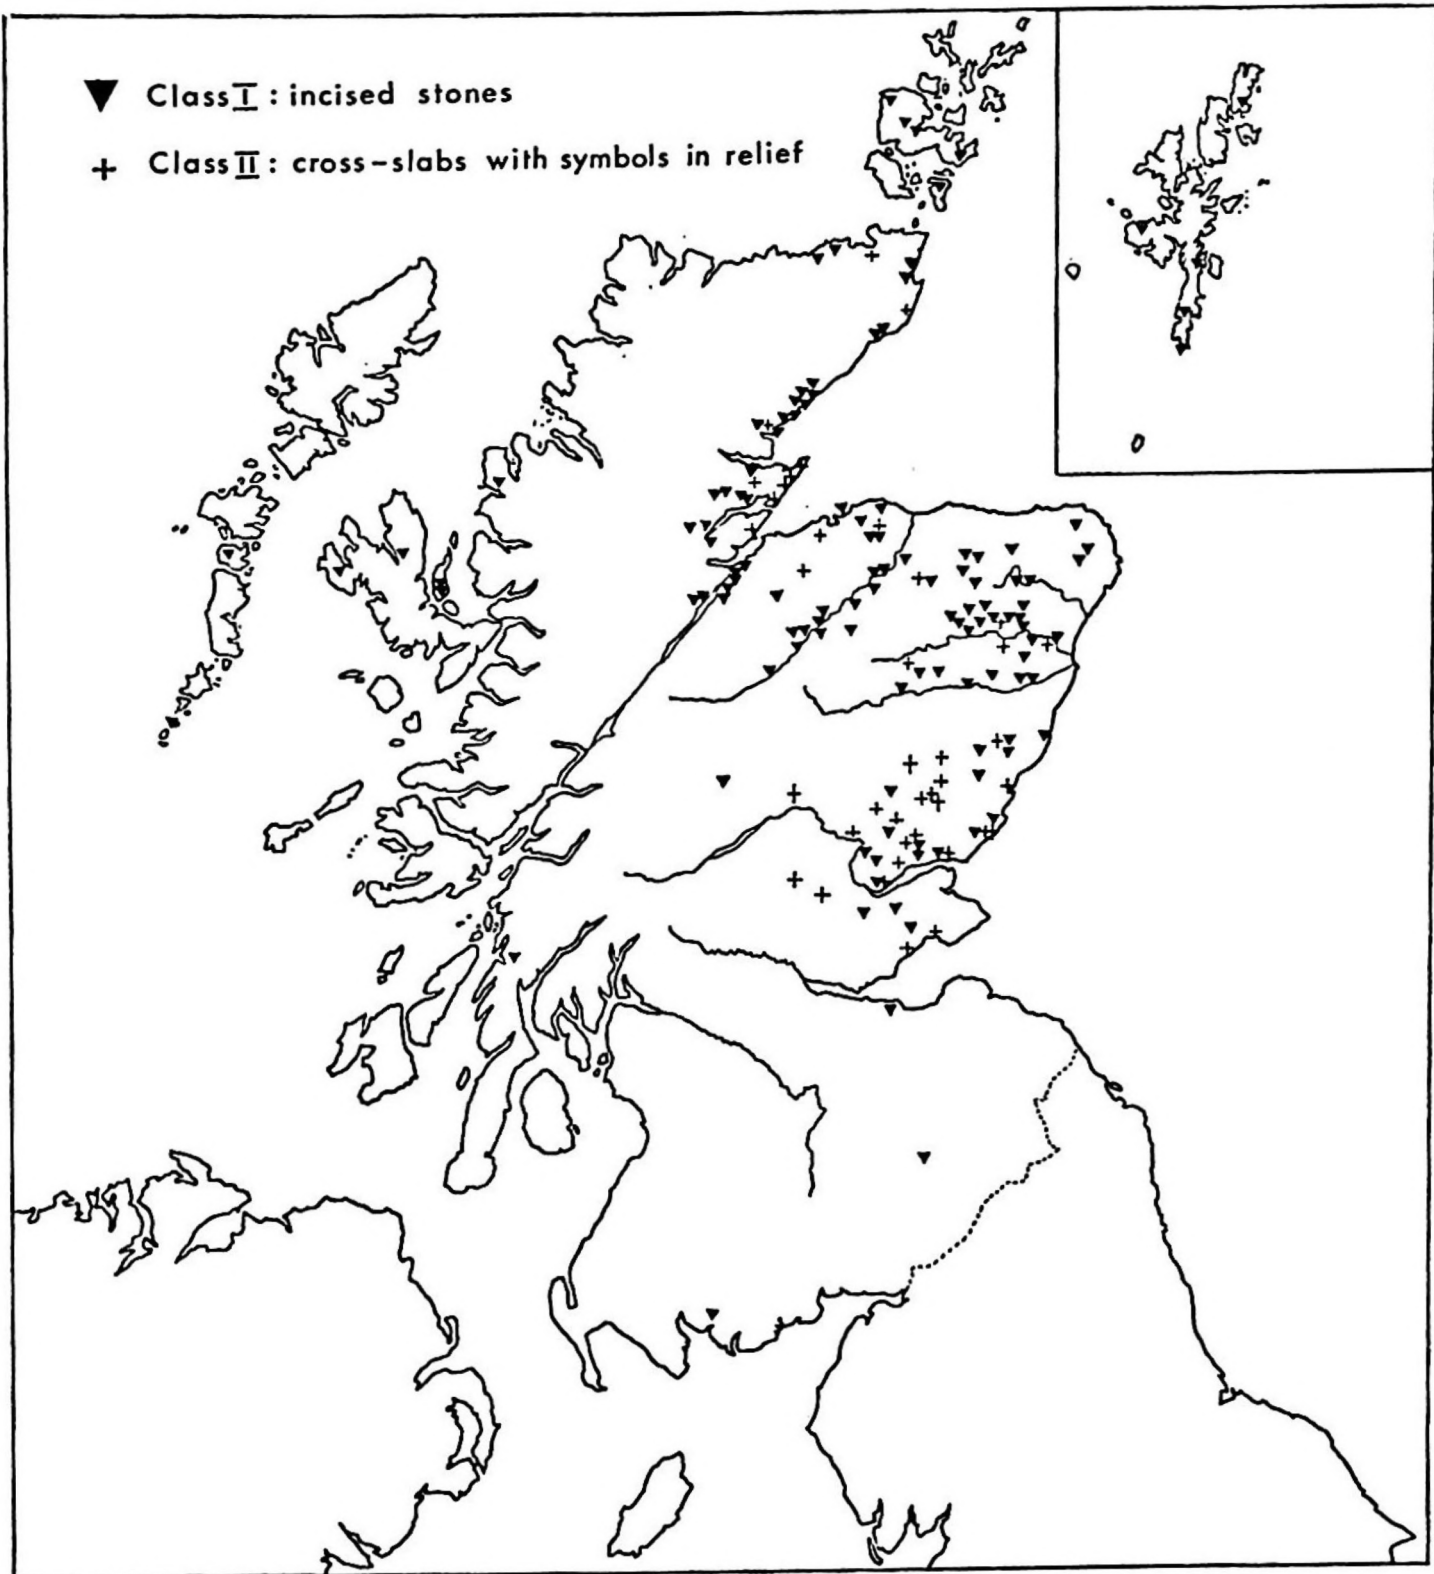 ▼ Class I : incised stones
+ Class II : cross-slabs with symbols in relief